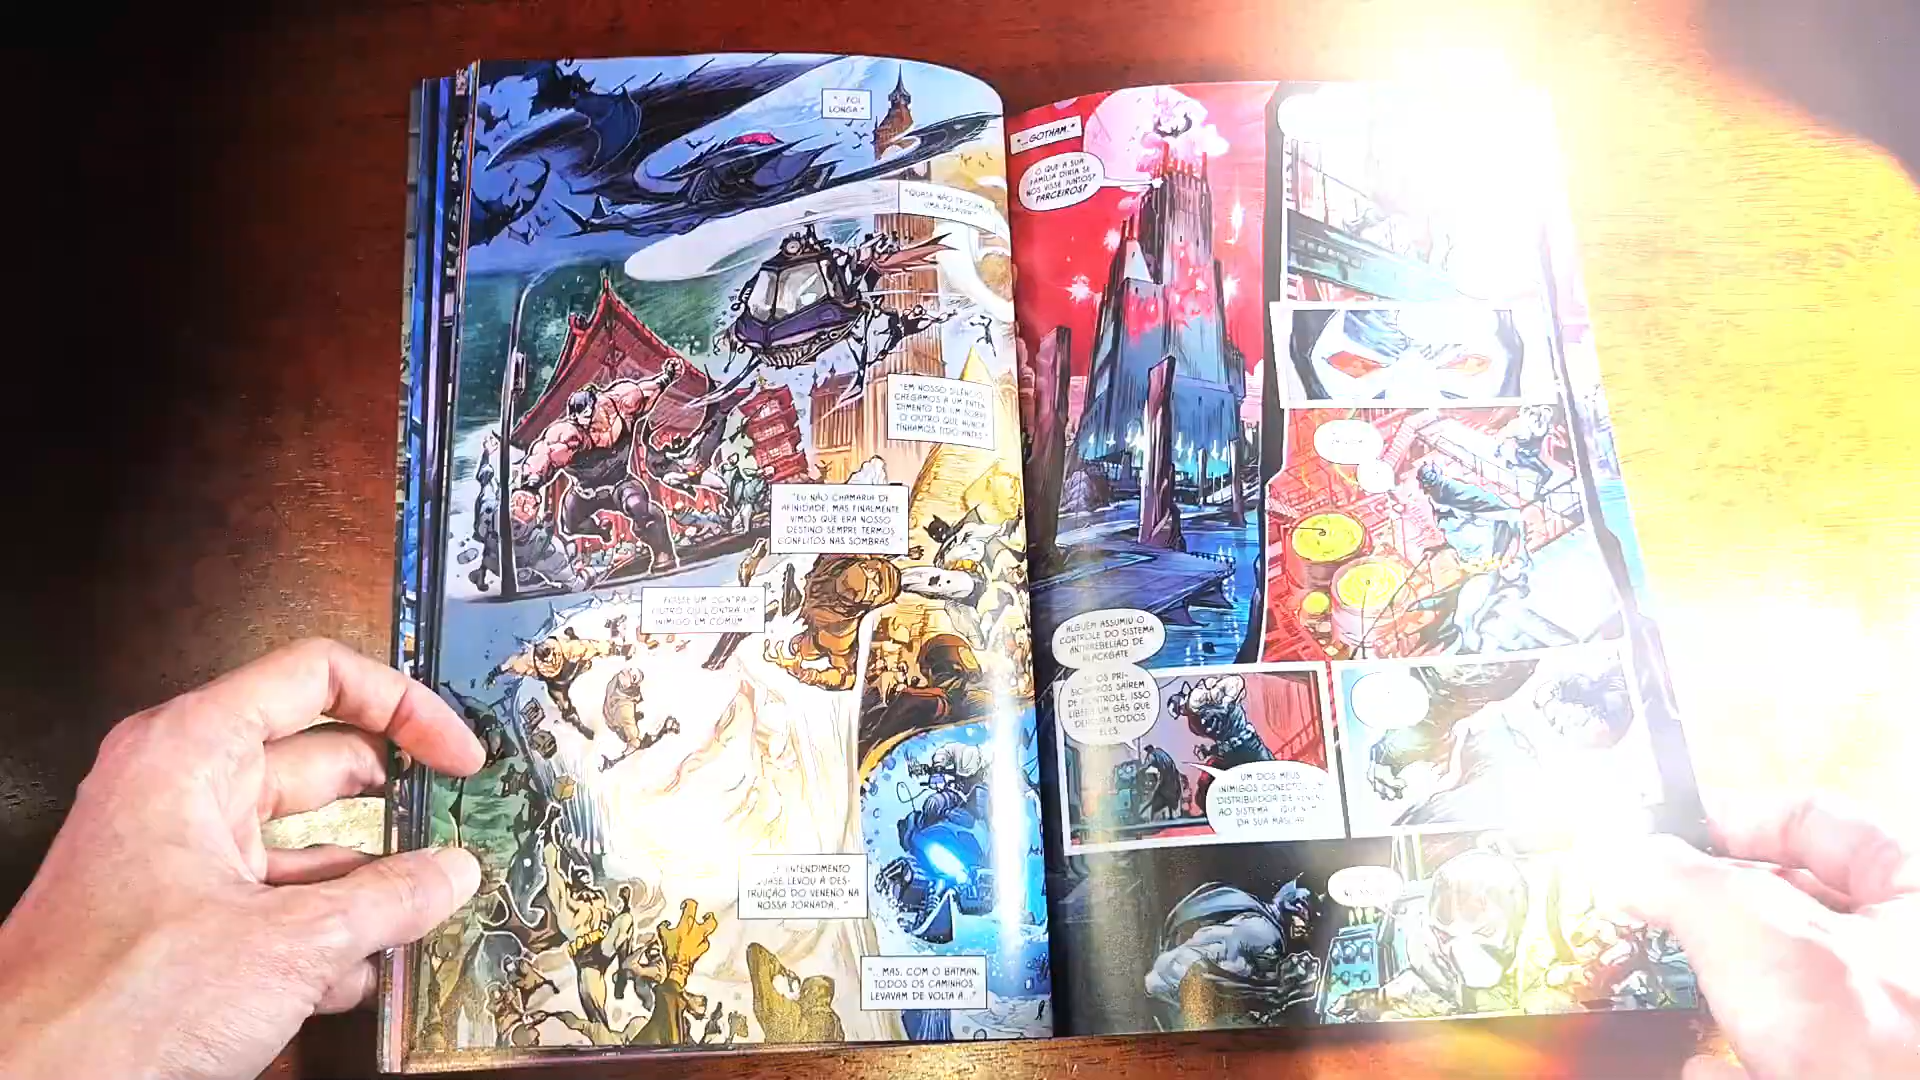 "...FOI
LONGA."
"QUASE NÃO TROCAMOS
UMA PALAVRA."
"EM NOSSO SILÊNCIO,
CHEGAMOS A UM ENTEN-
DIMENTO DE UM SOBRE
O OUTRO QUE NUNCA
TÍNHAMOS TIDO ANTES."
"EU NÃO CHAMARIA DE
AFINIDADE, MAS FINALMENTE
VIMOS QUE ERA NOSSO
DESTINO SEMPRE TERMOS
CONFLITOS NAS SOMBRAS..."
FOSSE UM CONTRA O
OUTRO OU CONTRA UM
INIMIGO EM COMUM...
ENTENDIMENTO
QUASE LEVOU À DES-
TRUIÇÃO DO VENENO NA
NOSSA JORNADA..."
"... MAS, COM O BATMAN,
TODOS OS CAMINHOS
LEVAVAM DE VOLTA A..."
"...GOTHAM."
O QUE A SUA
FAMÍLIA DIRIA SE
NOS VISSE JUNTOS?
PARCEIROS?
ALGUÉM ASSUMIU O
CONTROLE DO SISTEMA
ANTIRREBELIÃO DE
BLACKGATE.
SE OS PRI-
SIONEIROS SAÍREM
DE CONTROLE, ISSO
LIBERA UM GÁS QUE
DERRUBA TODOS
ELES.
UM DOS MEUS
INIMIGOS CONECTOU UM
DISTRIBUIDOR DE VENENO
AO SISTEMA...
DA SUA